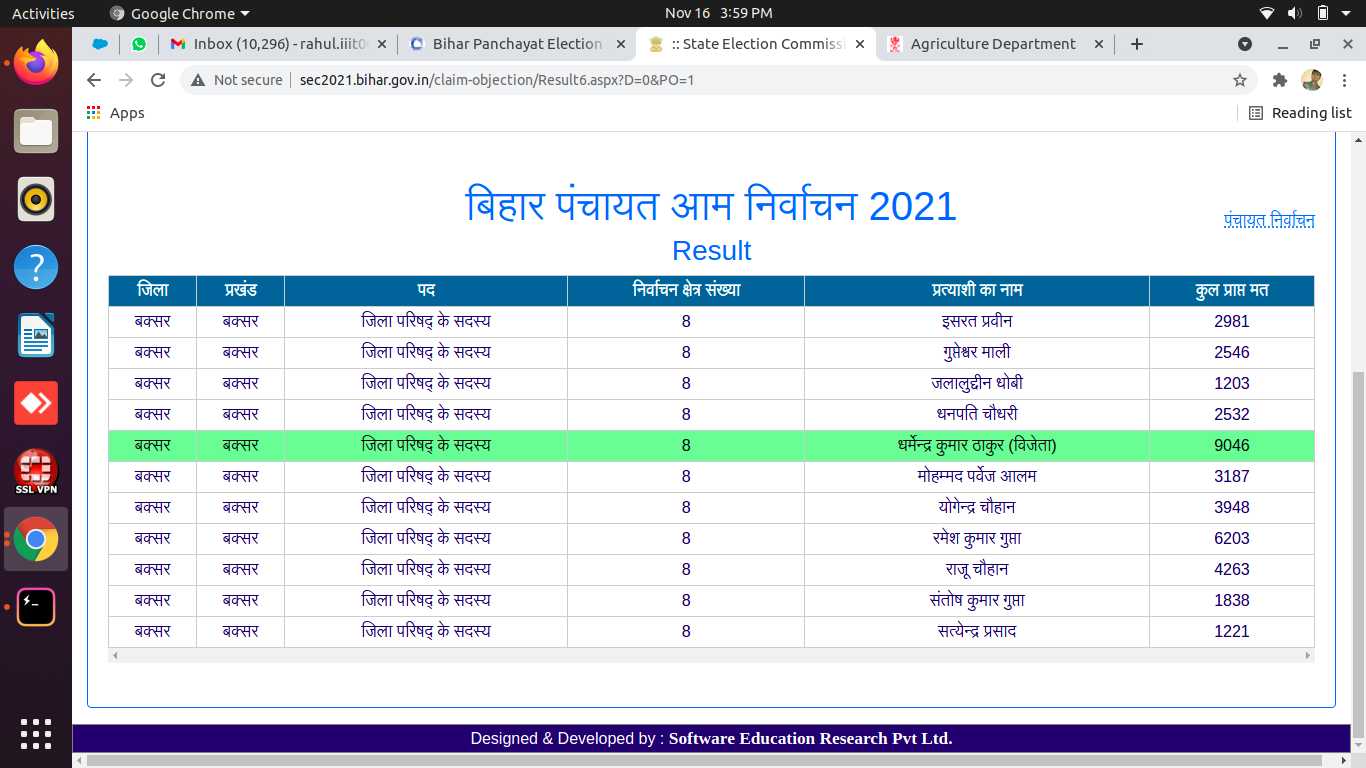 Activities Google Chrome Nov 16 3:59 PM
Inbox (10,296) - rahul.iiit0 Bihar Panchayat Election :: State Election Commissi Agriculture Department
Not secure sec2021.bihar.gov.in/claim-objection/Result6.aspx?D=0&PO=1
Apps Reading list
बिहार पंचायत आम निर्वाचन 2021
पंचायत निर्वाचन
Result
जिला प्रखंड पद निर्वाचन क्षेत्र संख्या प्रत्याशी का नाम कुल प्राप्त मत
बक्सर बक्सर जिला परिषद् के सदस्य 8 इसरत प्रवीन 2981
बक्सर बक्सर जिला परिषद् के सदस्य 8 गुप्तेश्वर माली 2546
बक्सर बक्सर जिला परिषद् के सदस्य 8 जलालुद्दीन धोबी 1203
बक्सर बक्सर जिला परिषद् के सदस्य 8 धनपति चौधरी 2532
बक्सर बक्सर जिला परिषद् के सदस्य 8 धर्मेन्द्र कुमार ठाकुर (विजेता) 9046
बक्सर बक्सर जिला परिषद् के सदस्य 8 मोहम्मद पर्वेज आलम 3187
बक्सर बक्सर जिला परिषद् के सदस्य 8 योगेन्द्र चौहान 3948
बक्सर बक्सर जिला परिषद् के सदस्य 8 रमेश कुमार गुप्ता 6203
बक्सर बक्सर जिला परिषद् के सदस्य 8 राजू चौहान 4263
बक्सर बक्सर जिला परिषद् के सदस्य 8 संतोष कुमार गुप्ता 1838
बक्सर बक्सर जिला परिषद् के सदस्य 8 सत्येन्द्र प्रसाद 1221
SSL VPN
Designed & Developed by : Software Education Research Pvt Ltd.